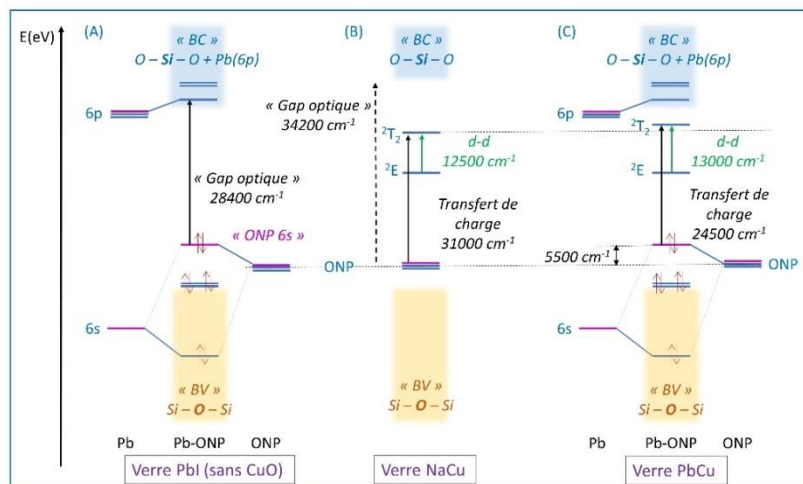 E(eV)
(A)
« BC »
O – Si – O + Pb(6p)
6p
« Gap optique »
28400 cm-1
« ONP 6s »
ONP
6s
« BV »
Si – O – Si
Pb
Pb-ONP
ONP
Verre PbI (sans CuO)
(B)
« BC »
O – Si – O
« Gap optique »
34200 cm-1
²T₂
d-d
12500 cm-1
²E
Transfert de
charge
31000 cm-1
« BV »
Si – O – Si
Verre NaCu
(C)
« BC »
O – Si – O + Pb(6p)
6p
²T₂
d-d
13000 cm-1
²E
Transfert de
charge
24500 cm-1
5500 cm-1
ONP
6s
« BV »
Si – O – Si
Pb
Pb-ONP
ONP
Verre PbCu